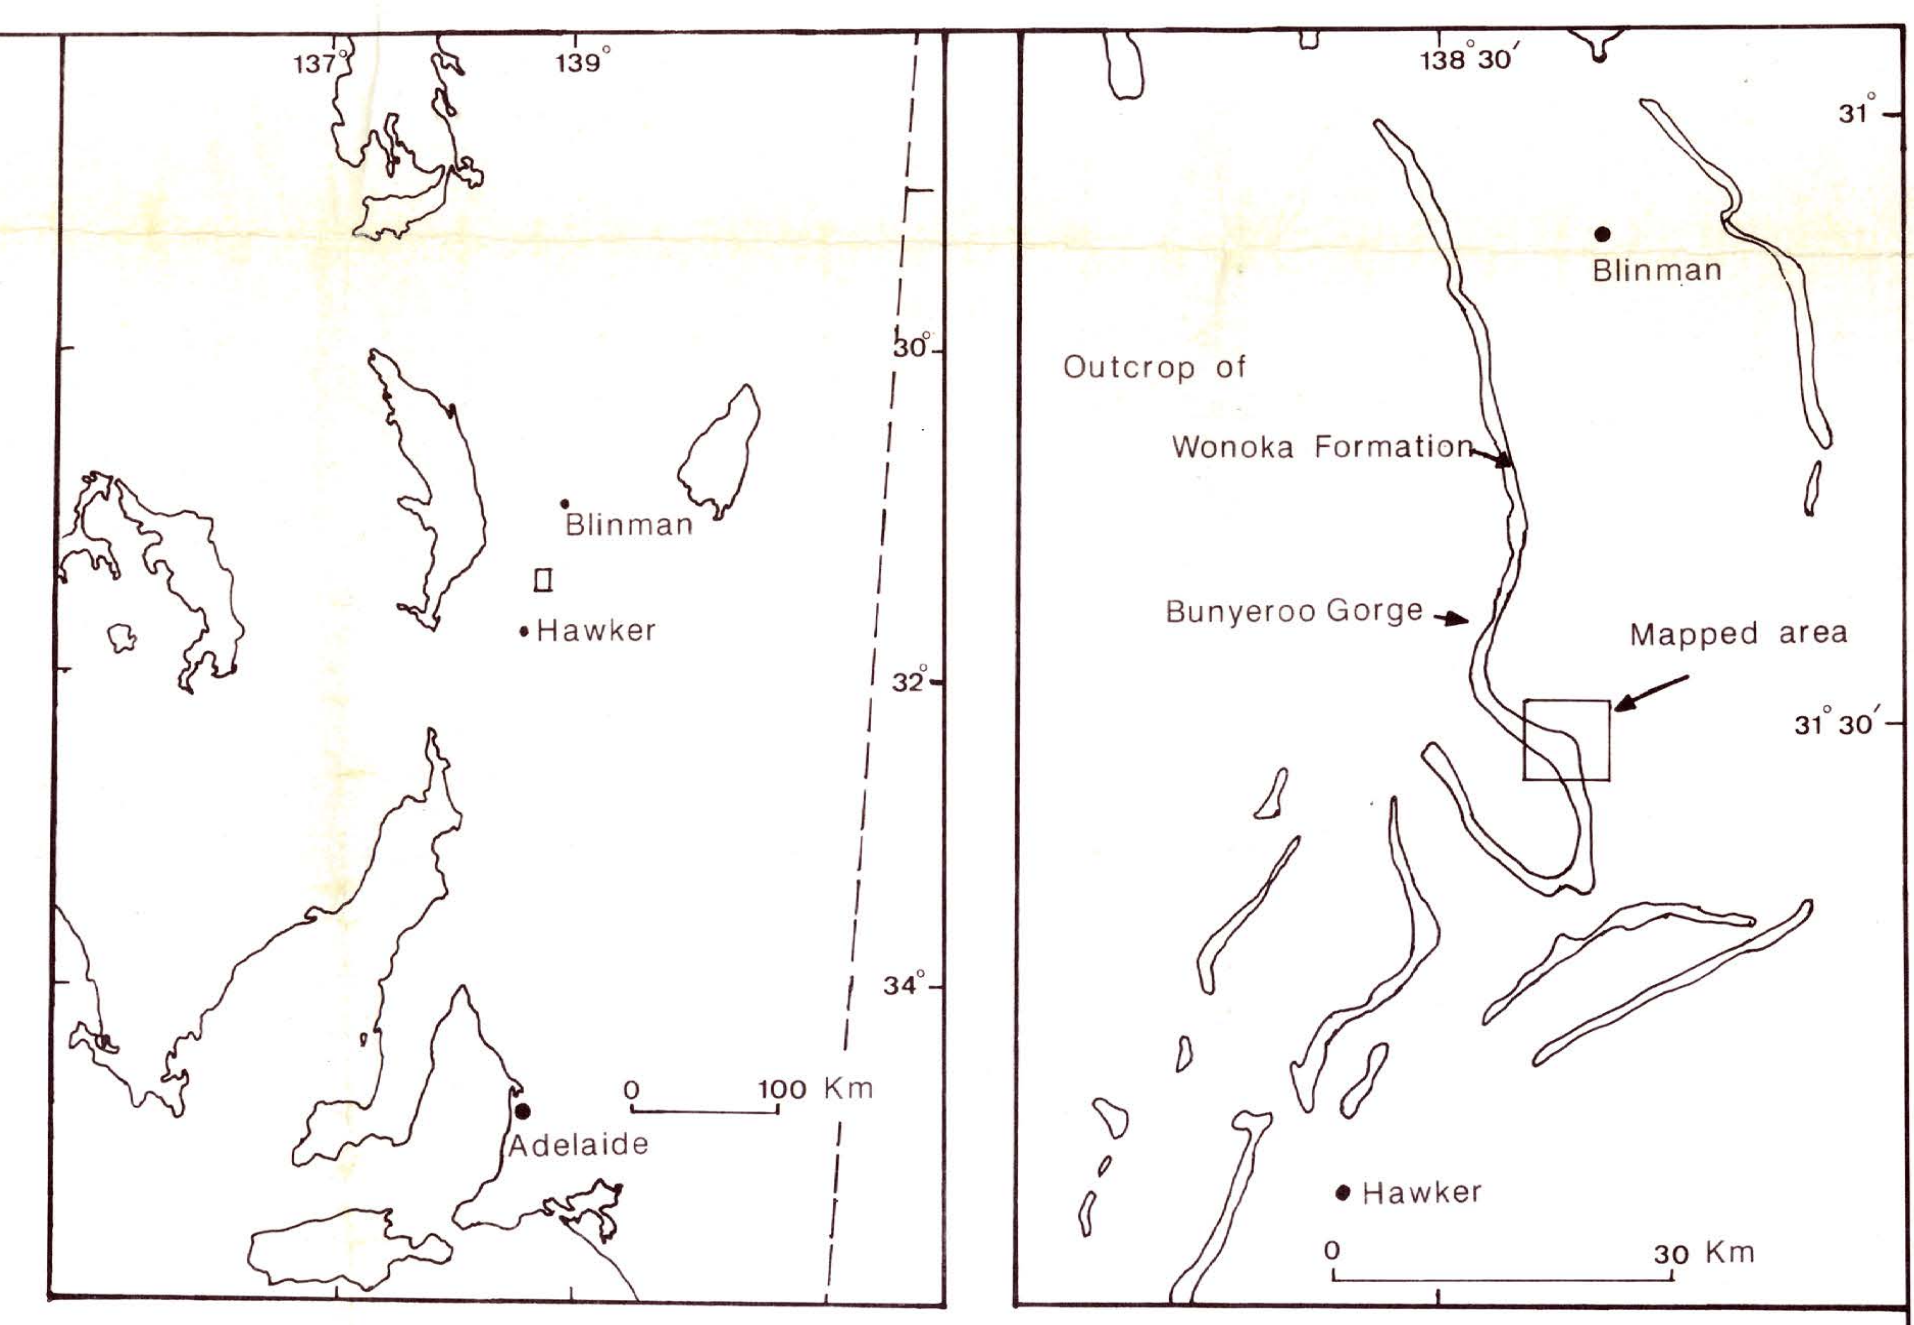 137°
139°
30°
Blinman
Hawker
32°
34°
0 100 Km
Adelaide
138°30′
31°
Blinman
Outcrop of
Wonoka Formation
Bunyeroo Gorge
Mapped area
31°30′
Hawker
0 30 Km